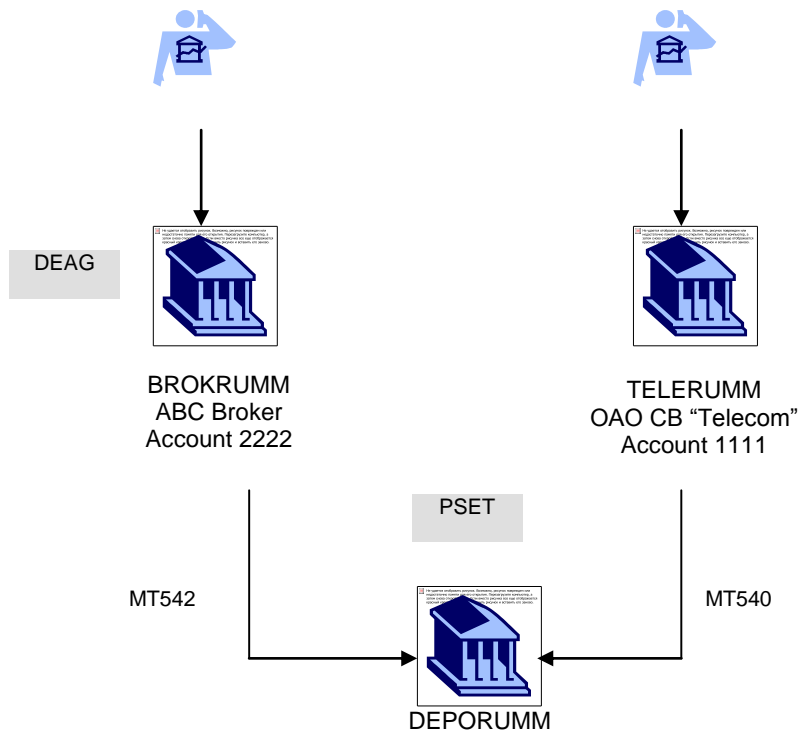 DEAG
BROKRUMM
ABC Broker
Account 2222
TELERUMM
OAO CB “Telecom”
Account 1111
PSET
MT542
MT540
DEPORUMM